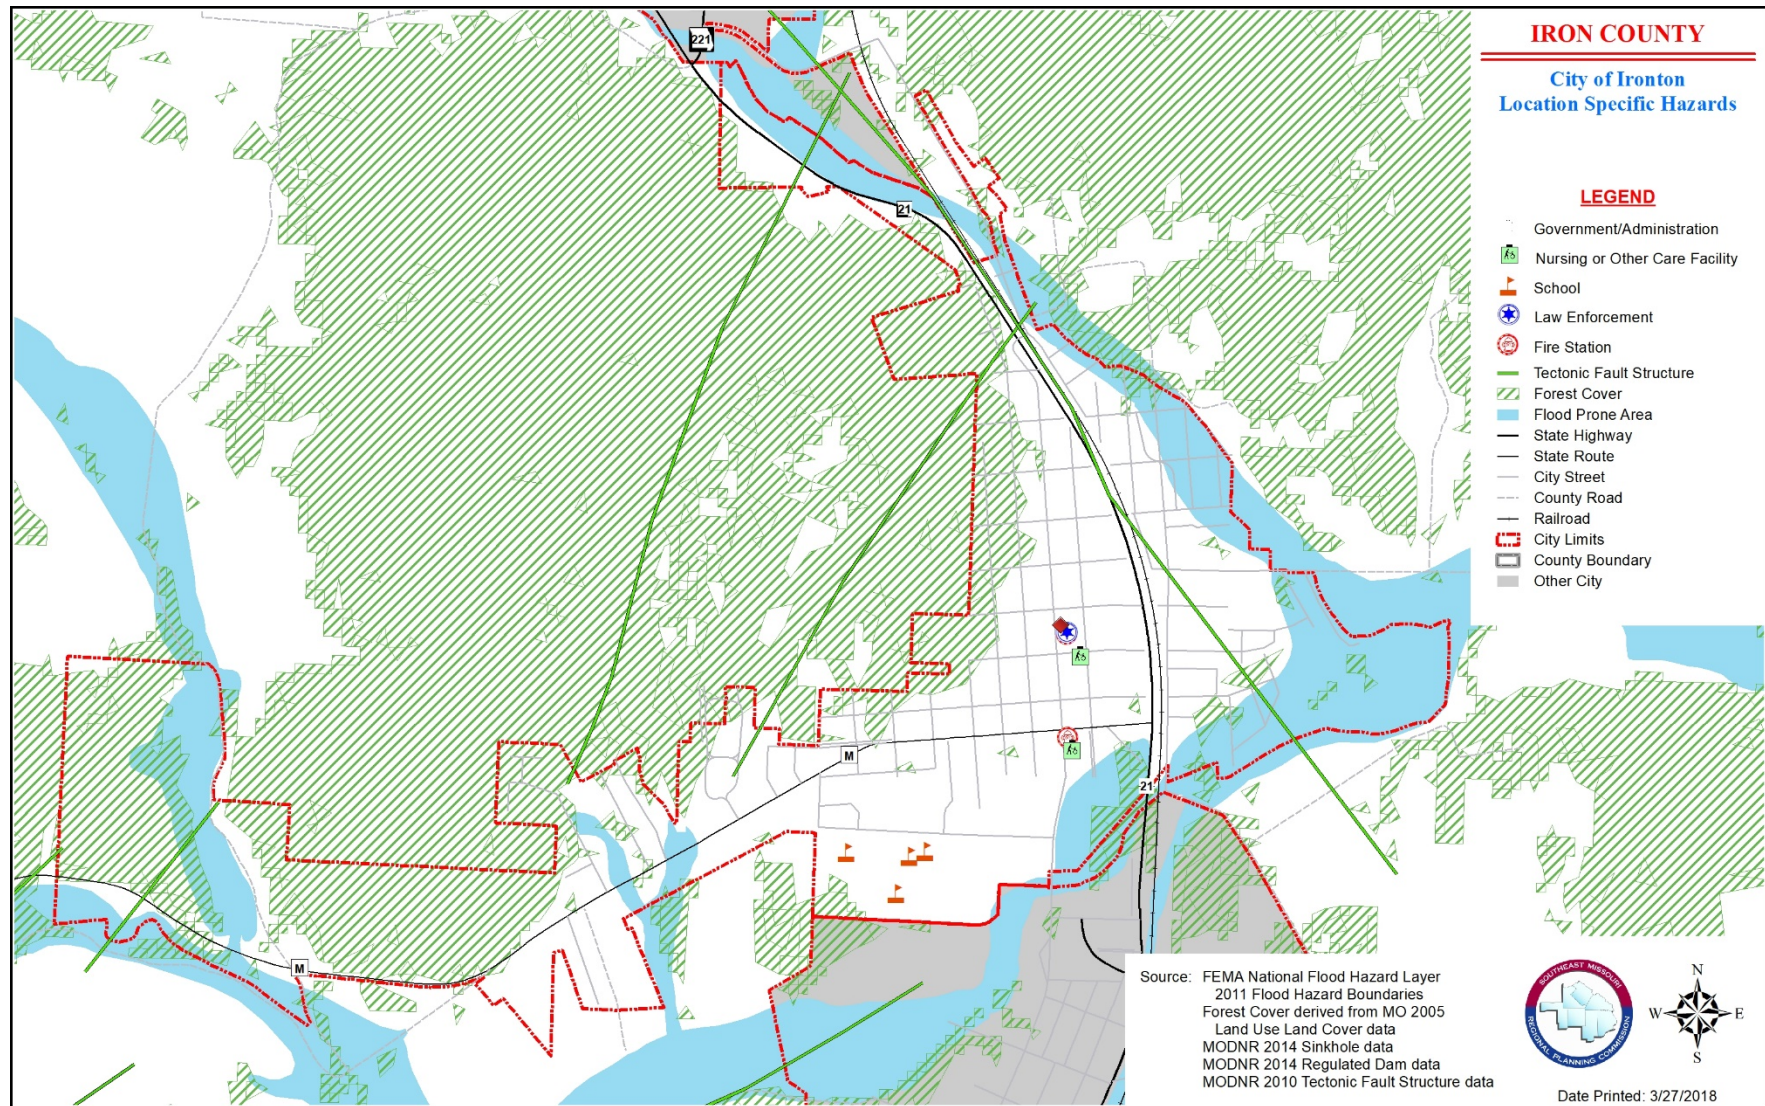 IRON COUNTY
City of Ironton
Location Specific Hazards
LEGEND
Government/Administration
Nursing or Other Care Facility
School
Law Enforcement
Fire Station
Tectonic Fault Structure
Forest Cover
Flood Prone Area
State Highway
State Route
City Street
County Road
Railroad
City Limits
County Boundary
Other City
221
21
M
21
M
Source: FEMA National Flood Hazard Layer
2011 Flood Hazard Boundaries
Forest Cover derived from MO 2005
Land Use Land Cover data
MODNR 2014 Sinkhole data
MODNR 2014 Regulated Dam data
MODNR 2010 Tectonic Fault Structure data
SOUTHEAST MISSOURI
REGIONAL PLANNING COMMISSION
N
W E
S
Date Printed: 3/27/2018